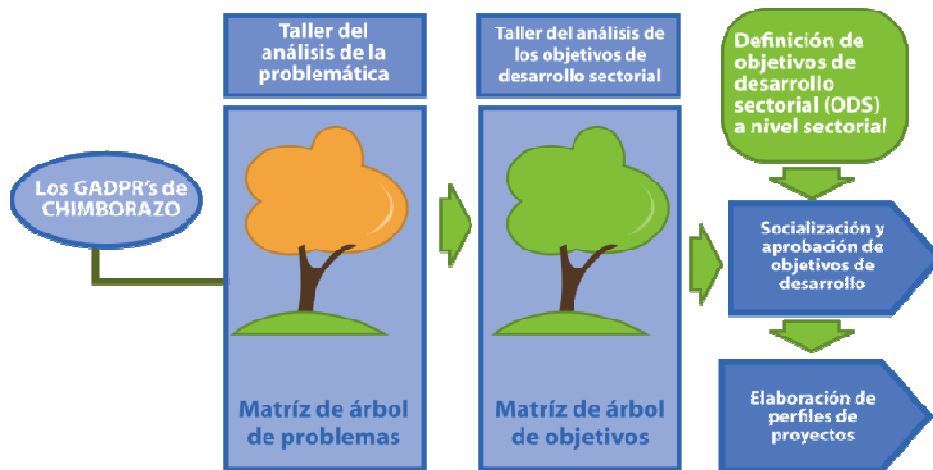 Los GADPR's de
CHIMBORAZO
Taller del
análisis de la
problemática
Matríz de árbol
de problemas
Taller del análisis de
los objetivos de
desarrollo sectorial
Matríz de árbol
de objetivos
Definición de
objetivos de
desarrollo
sectorial (ODS)
a nivel sectorial
Socialización y
aprobación de
objetivos de
desarrollo
Elaboración de
perfiles de
proyectos